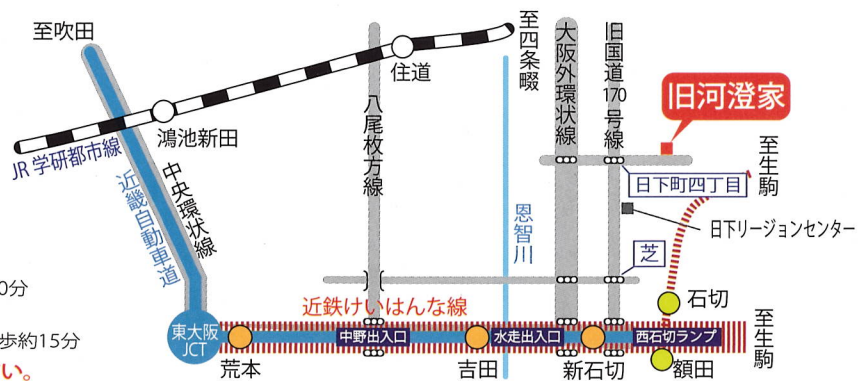 至吹田
至四条畷
大阪外環状線
旧国道170号線
住道
八尾枚方線
旧河澄家
鴻池新田
至生駒
JR学研都市線
日下町四丁目
中央環状線
近畿自動車道
恩智川
日下リージョンセンター
芝
0分
近鉄けいはんな線
石切
歩約15分
東大阪
JCT
中野出入口
水走出入口
西石切ランプ
至生駒
い。
荒本
吉田
新石切
額田